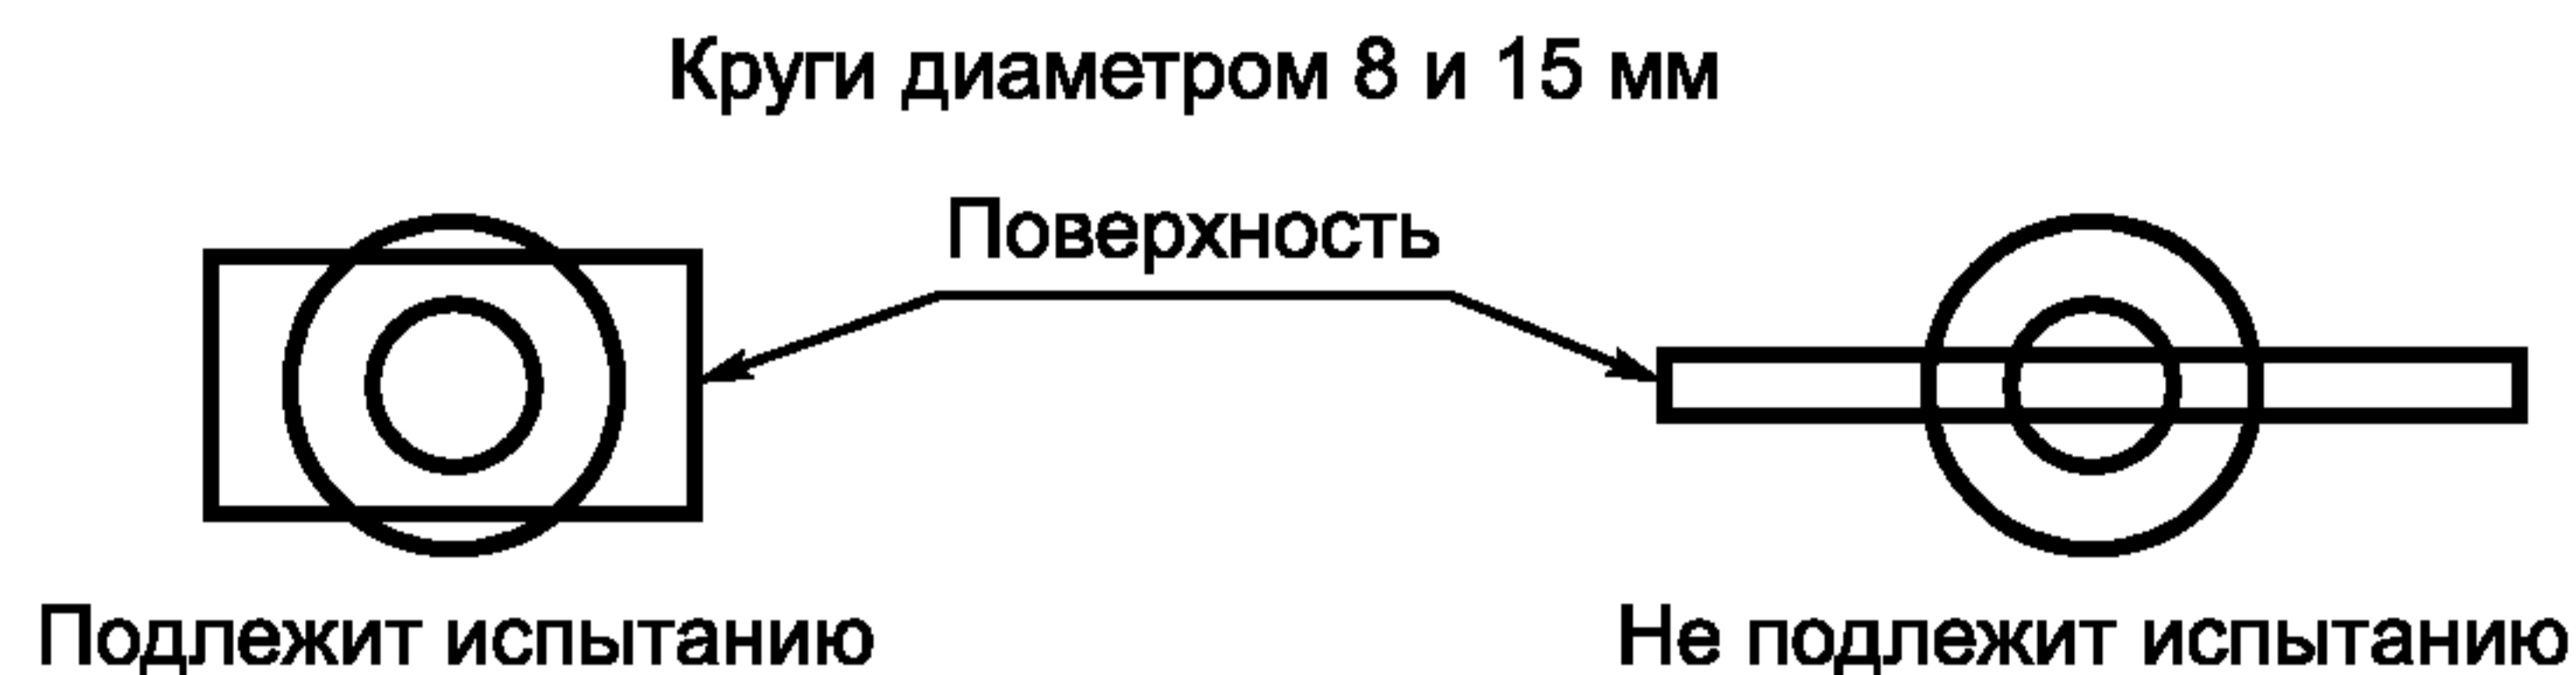 Круги диаметром 8 и 15 мм
Поверхность
Подлежит испытанию
Не подлежит испытанию